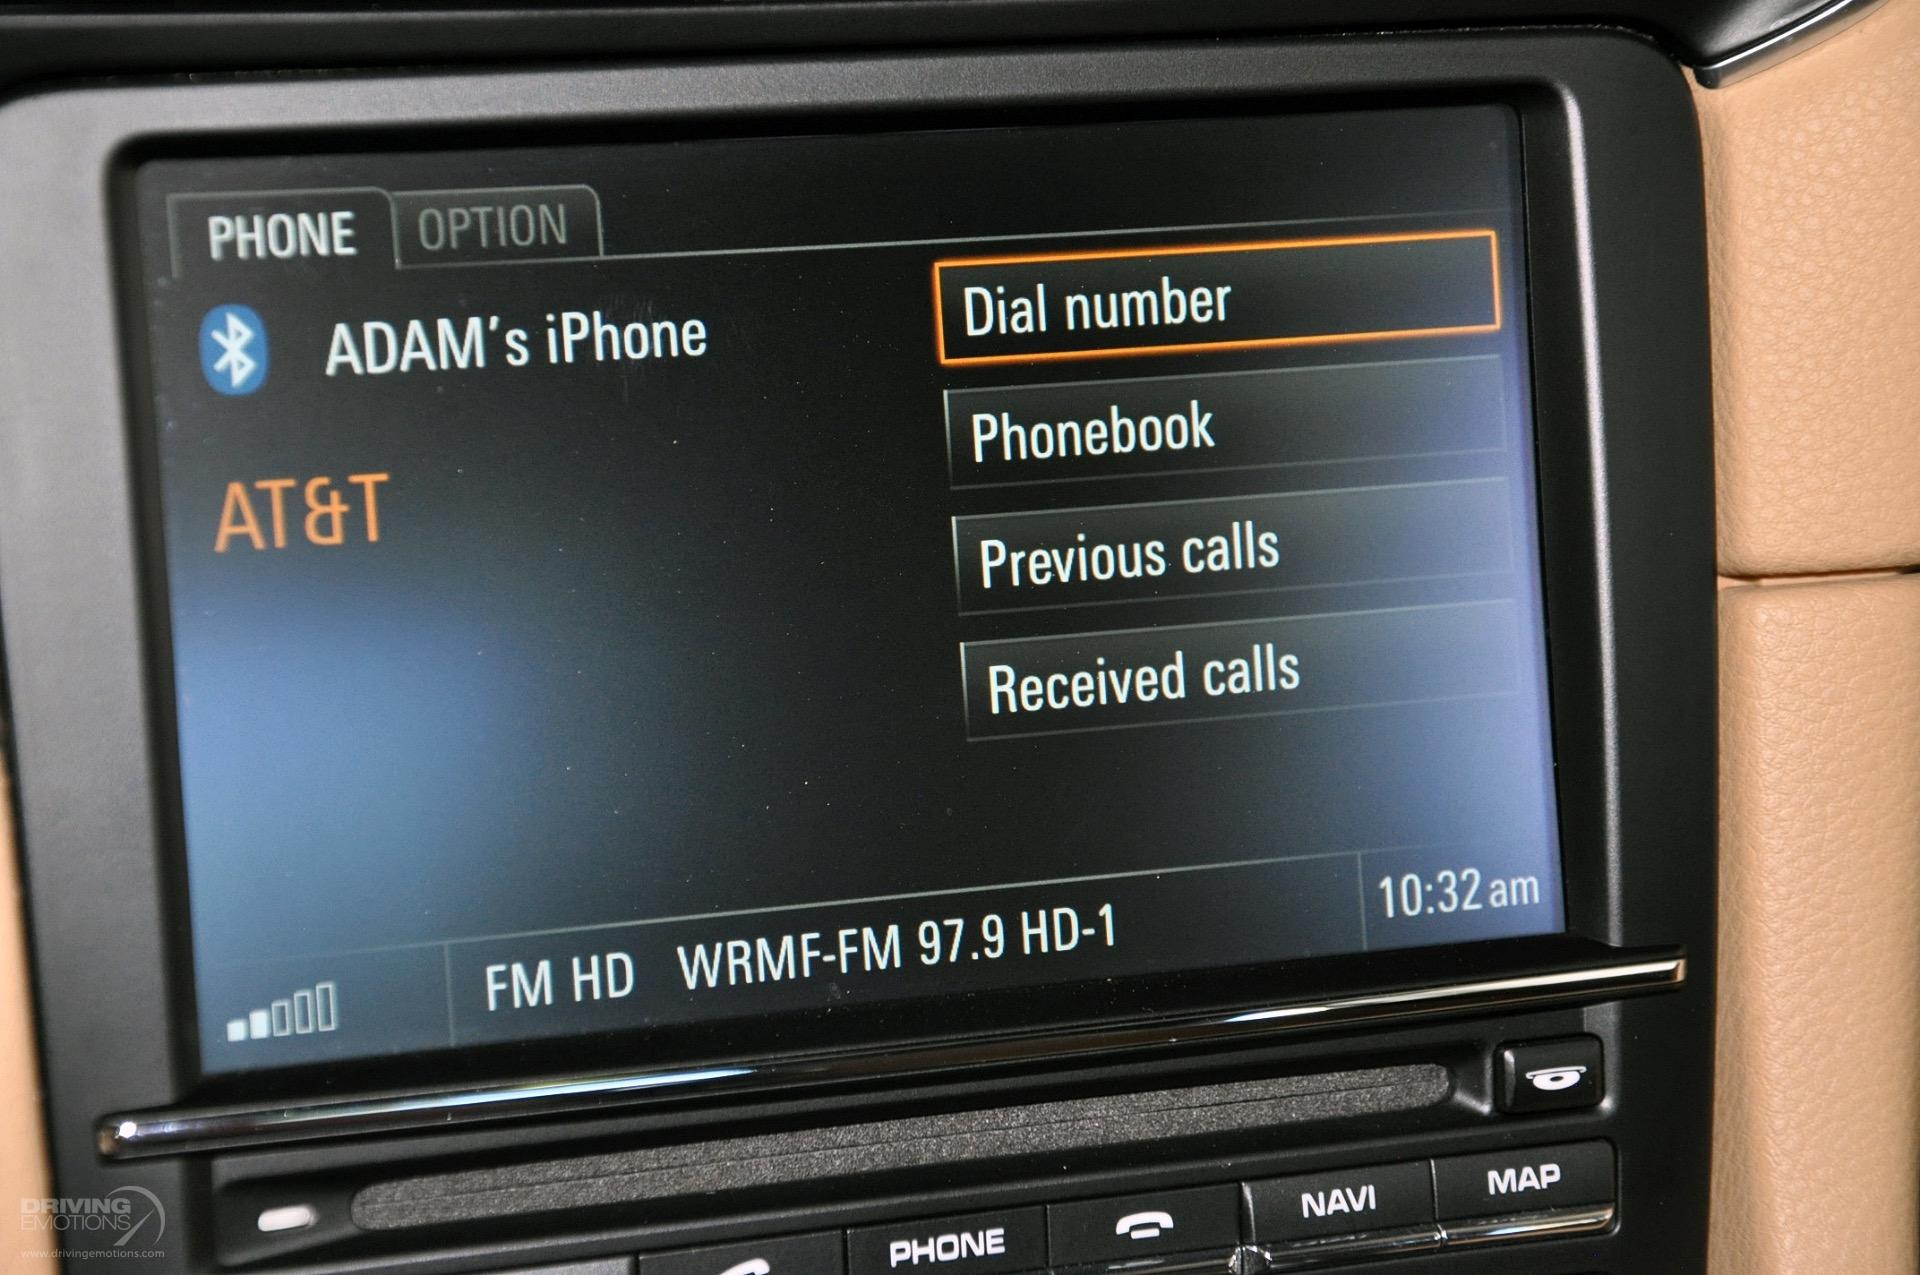 PHONE OPTION
ADAM's iPhone
AT&T
Dial number
Phonebook
Previous calls
Received calls
FM HD WRMF-FM 97.9 HD-1
10:32 am
PHONE
NAVI
MAP
DRIVING
EMOTIONS
www.drivingemotions.com